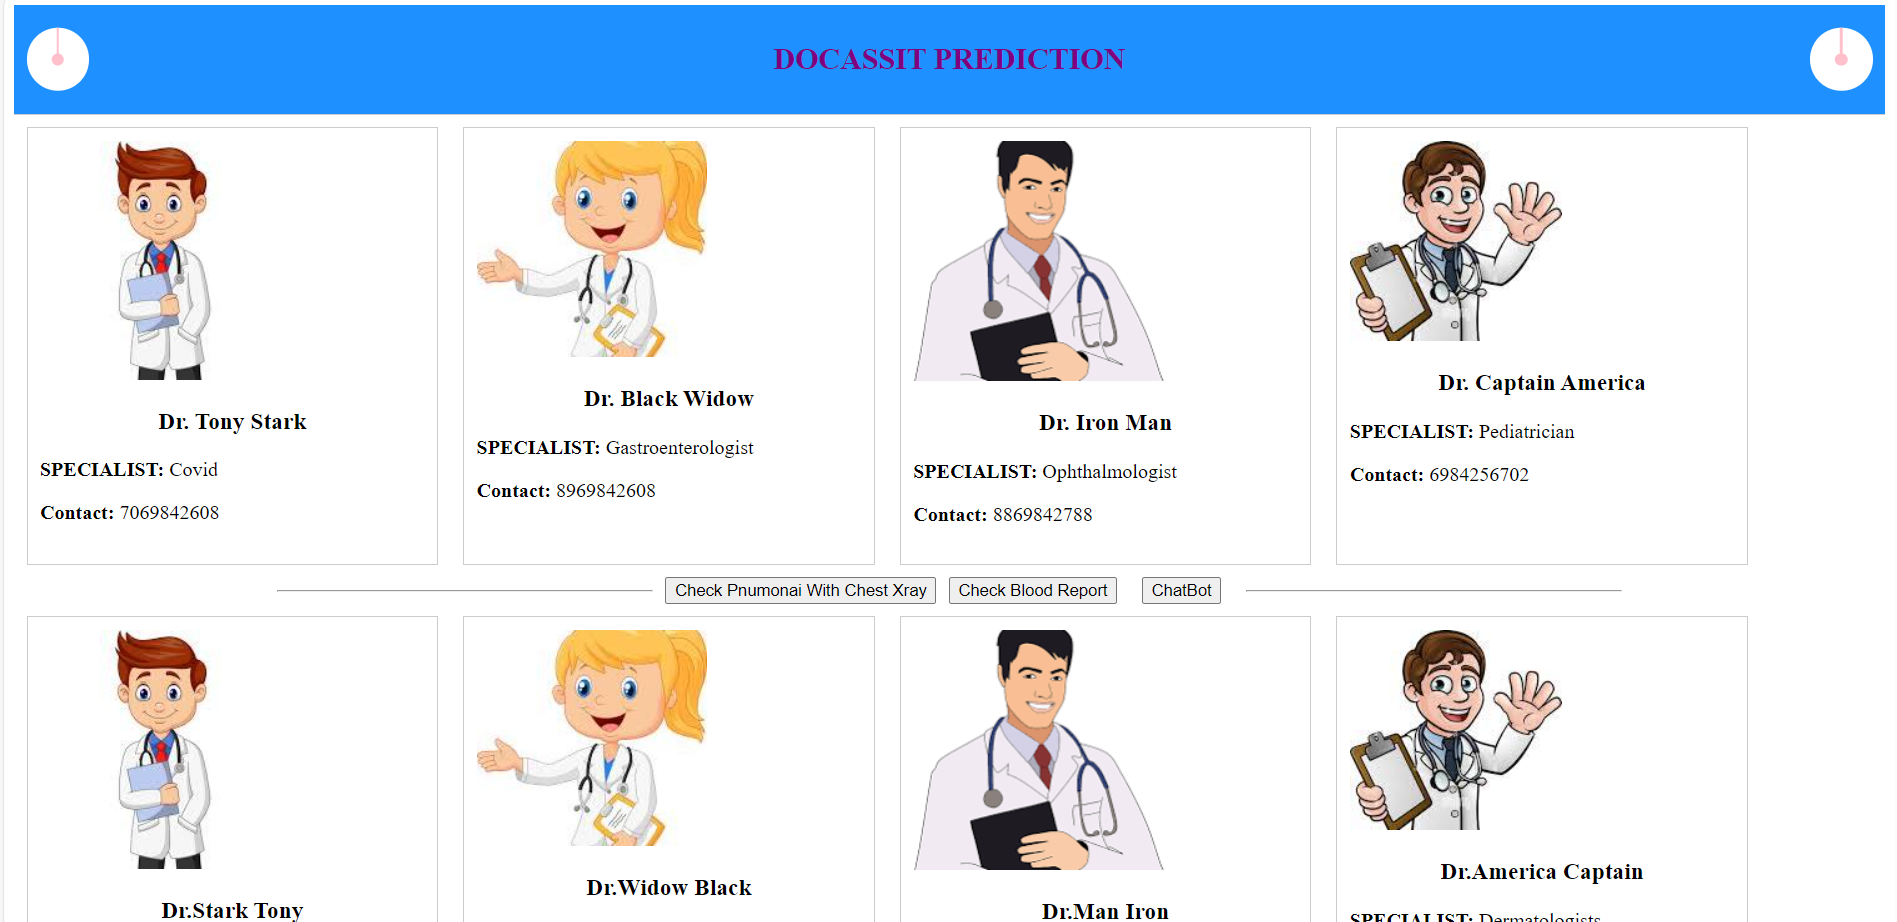 DOCASSIT PREDICTION
Dr. Tony Stark
SPECIALIST: Covid
Contact: 7069842608
Dr. Black Widow
SPECIALIST: Gastroenterologist
Contact: 8969842608
Dr. Iron Man
SPECIALIST: Ophthalmologist
Contact: 8869842788
Dr. Captain America
SPECIALIST: Pediatrician
Contact: 6984256702
Check Pnumonai With Chest Xray
Check Blood Report
ChatBot
Dr.Stark Tony
Dr.Widow Black
Dr.Man Iron
Dr.America Captain
SPECIALIST: Dermatologists